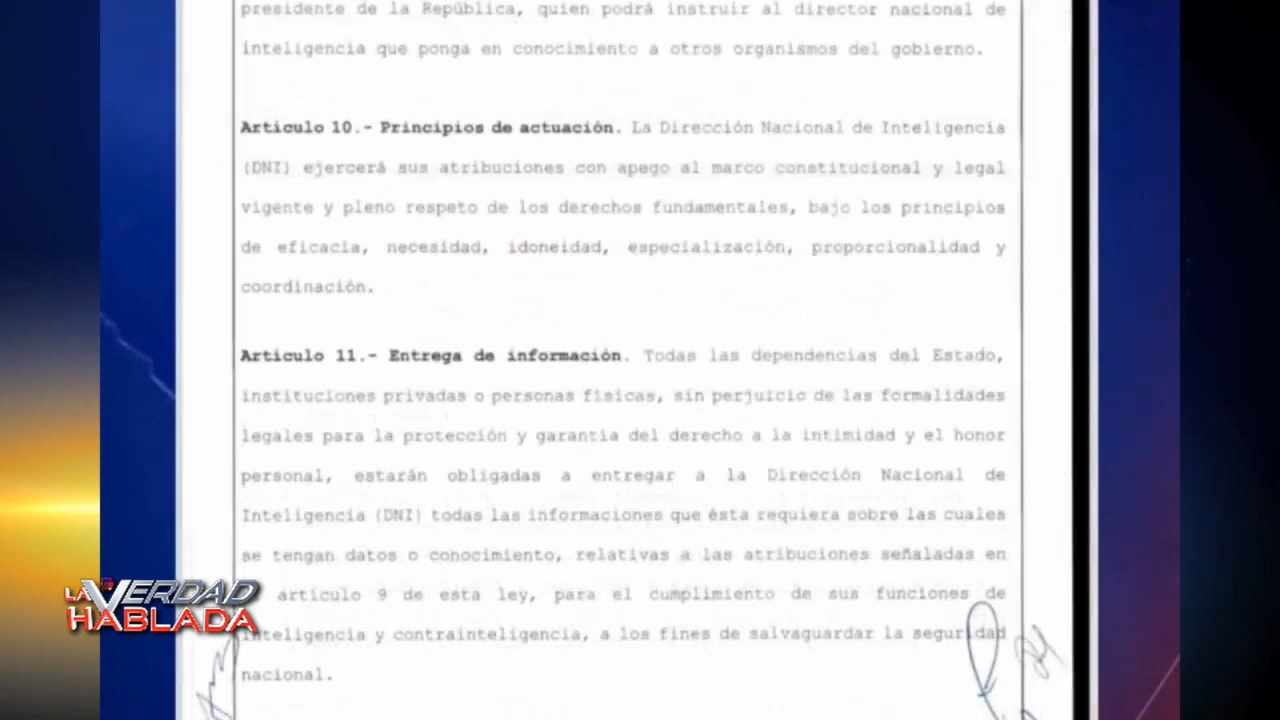 presidente de la República, quien podrá instruir al director nacional de
inteligencia que ponga en conocimiento a otros organismos del gobierno.
Articulo 10.- Principios de actuación. La Dirección Nacional de Inteligencia
(DNI) ejercerá sus atribuciones con apego al marco constitucional y legal
vigente y pleno respeto de los derechos fundamentales, bajo los principios
de eficacia, necesidad, idoneidad, especialización, proporcionalidad y
coordinación.
Articulo 11.- Entrega de información. Todas las dependencias del Estado,
instituciones privadas o personas físicas, sin perjuicio de las formalidades
legales para la protección y garantía del derecho a la intimidad y el honor
personal, estarán obligadas a entregar a la Dirección Nacional de
Inteligencia (DNI) todas las informaciones que ésta requiera sobre las cuales
se tengan datos o conocimiento, relativas a las atribuciones señaladas en
artículo 9 de esta ley, para el cumplimiento de sus funciones de
inteligencia y contrainteligencia, a los fines de salvaguardar la seguridad
nacional.
LA VERDAD
HABLADA